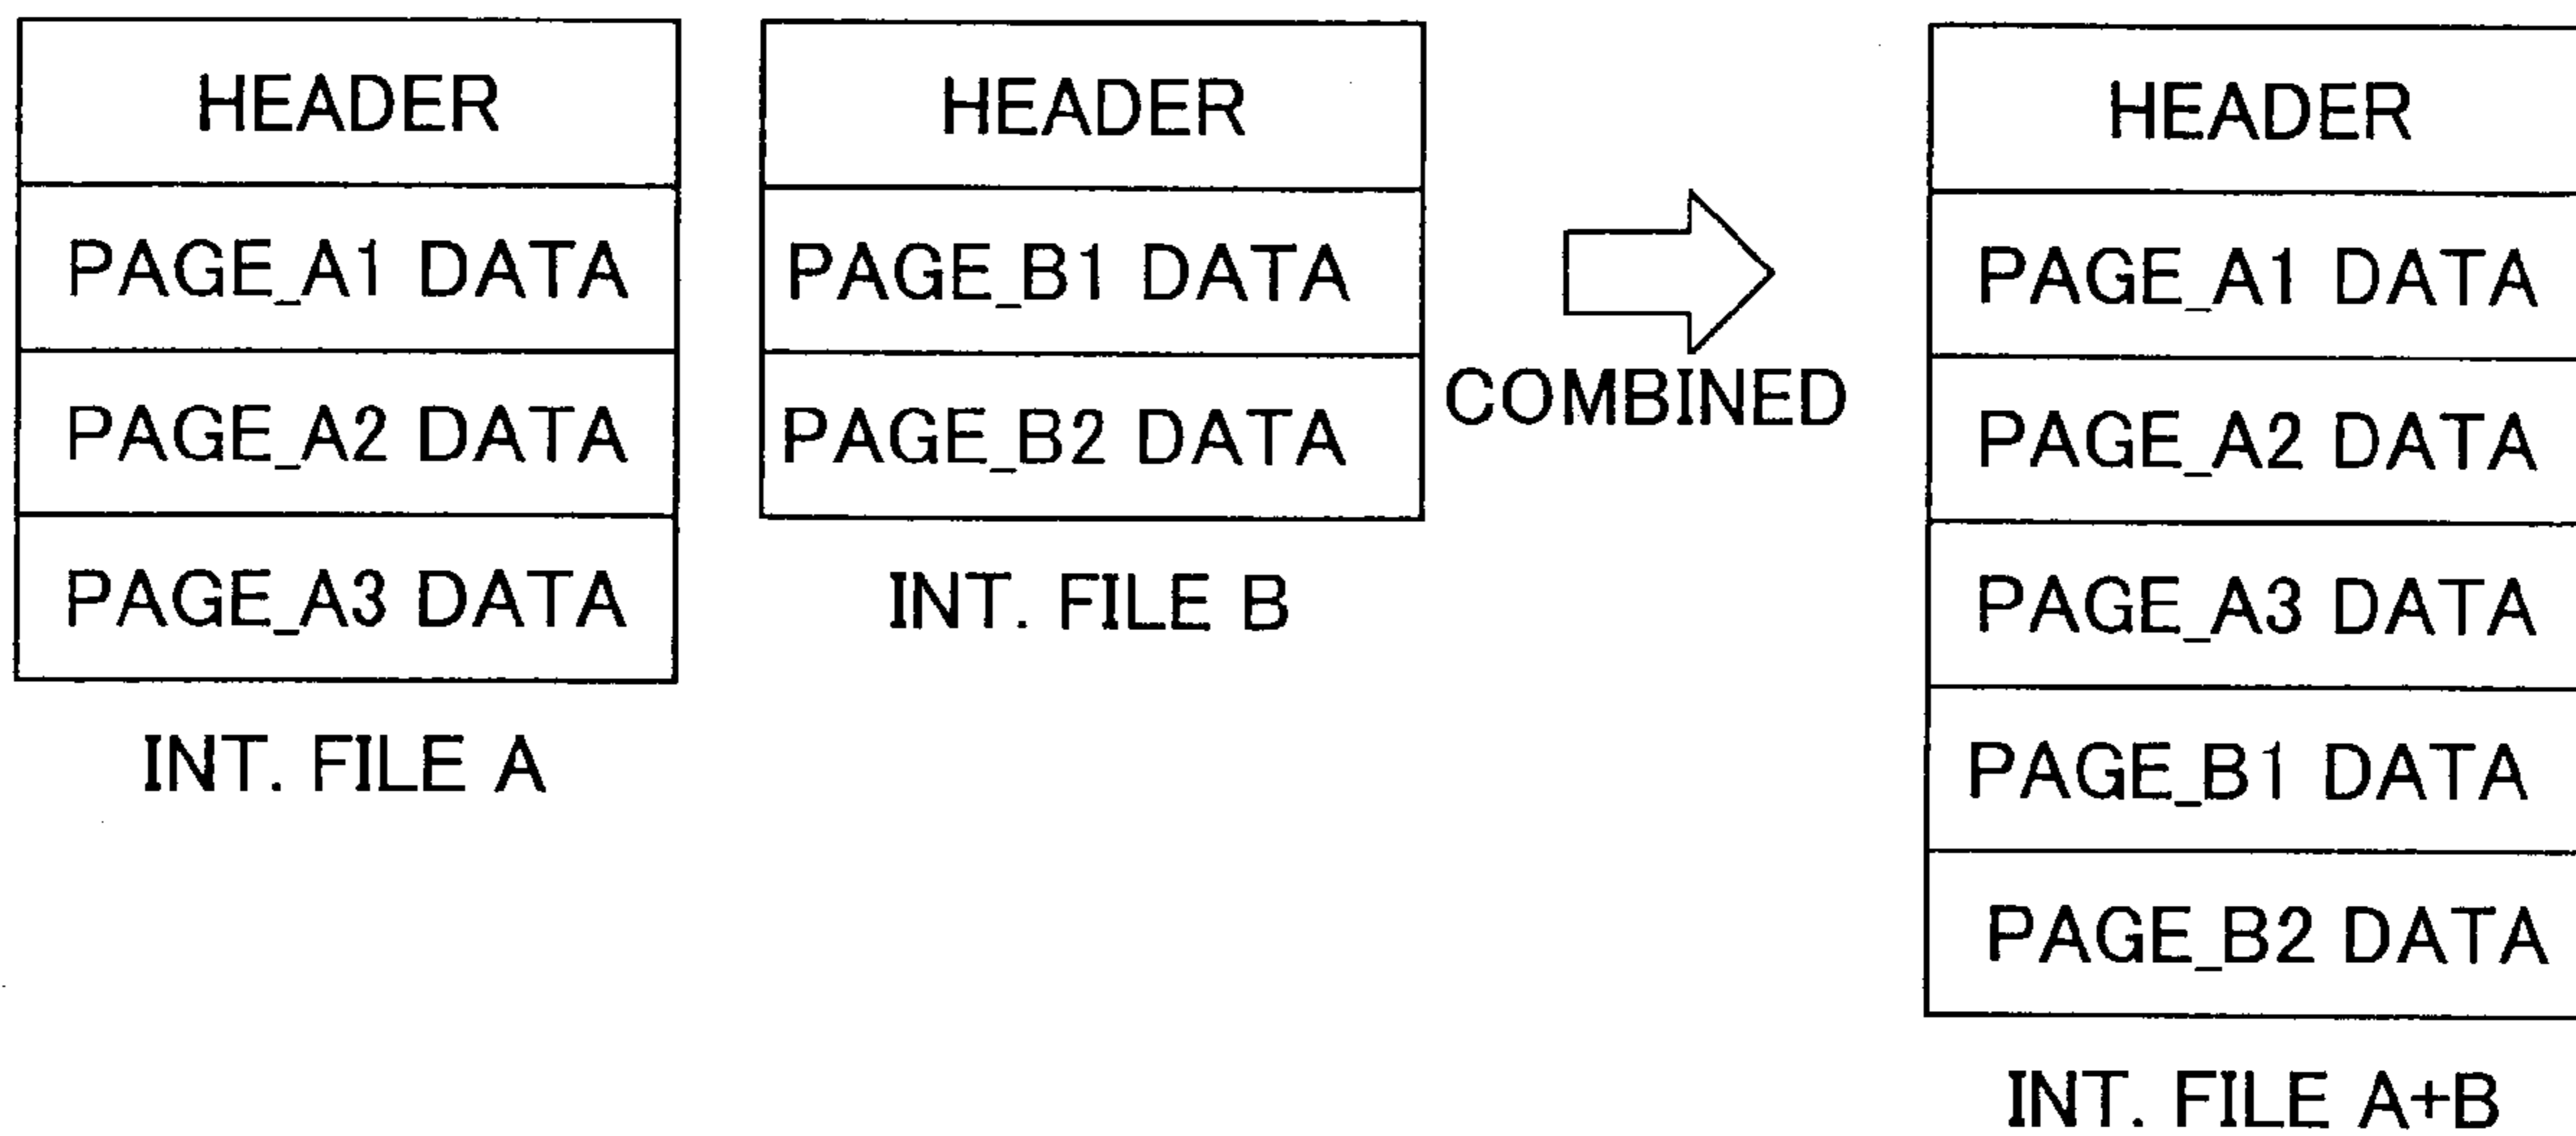 HEADER
PAGE_A1 DATA
PAGE_A2 DATA
PAGE_A3 DATA
INT. FILE A
HEADER
PAGE_B1 DATA
PAGE_B2 DATA
INT. FILE B
COMBINED
HEADER
PAGE_A1 DATA
PAGE_A2 DATA
PAGE_A3 DATA
PAGE_B1 DATA
PAGE_B2 DATA
INT. FILE A+B